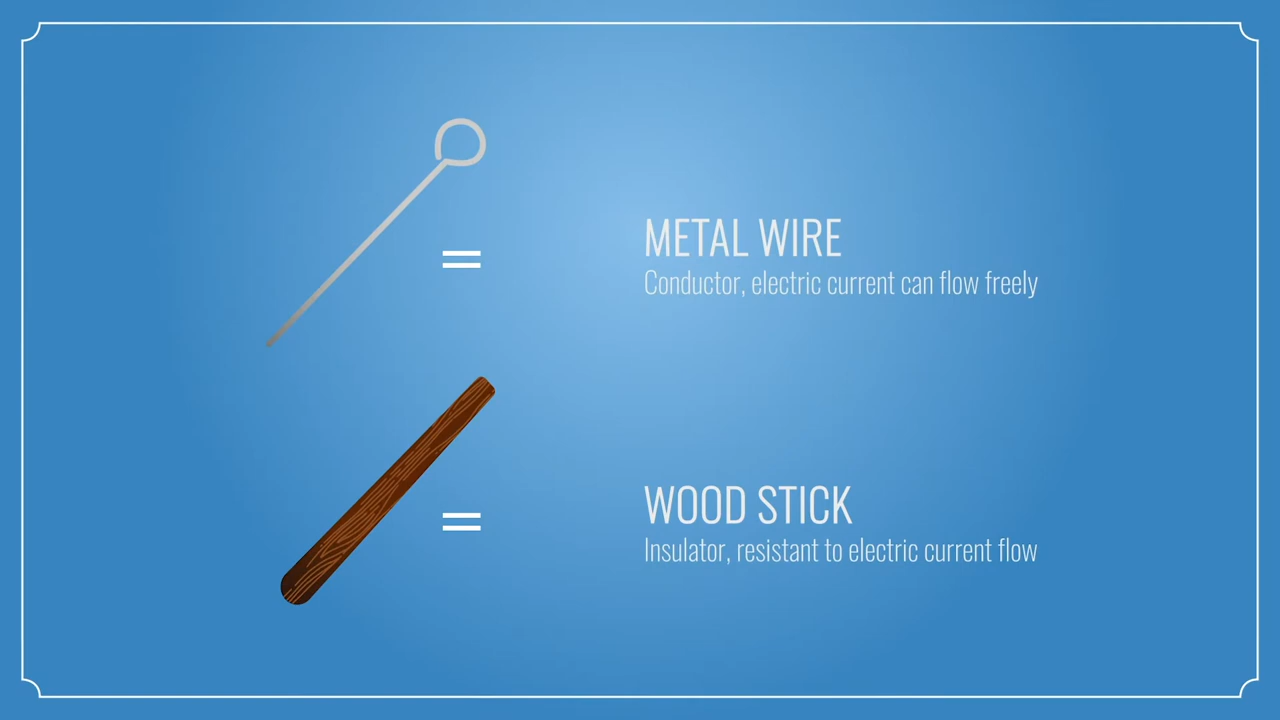 =
METAL WIRE
Conductor, electric current can flow freely
=
WOOD STICK
Insulator, resistant to electric current flow